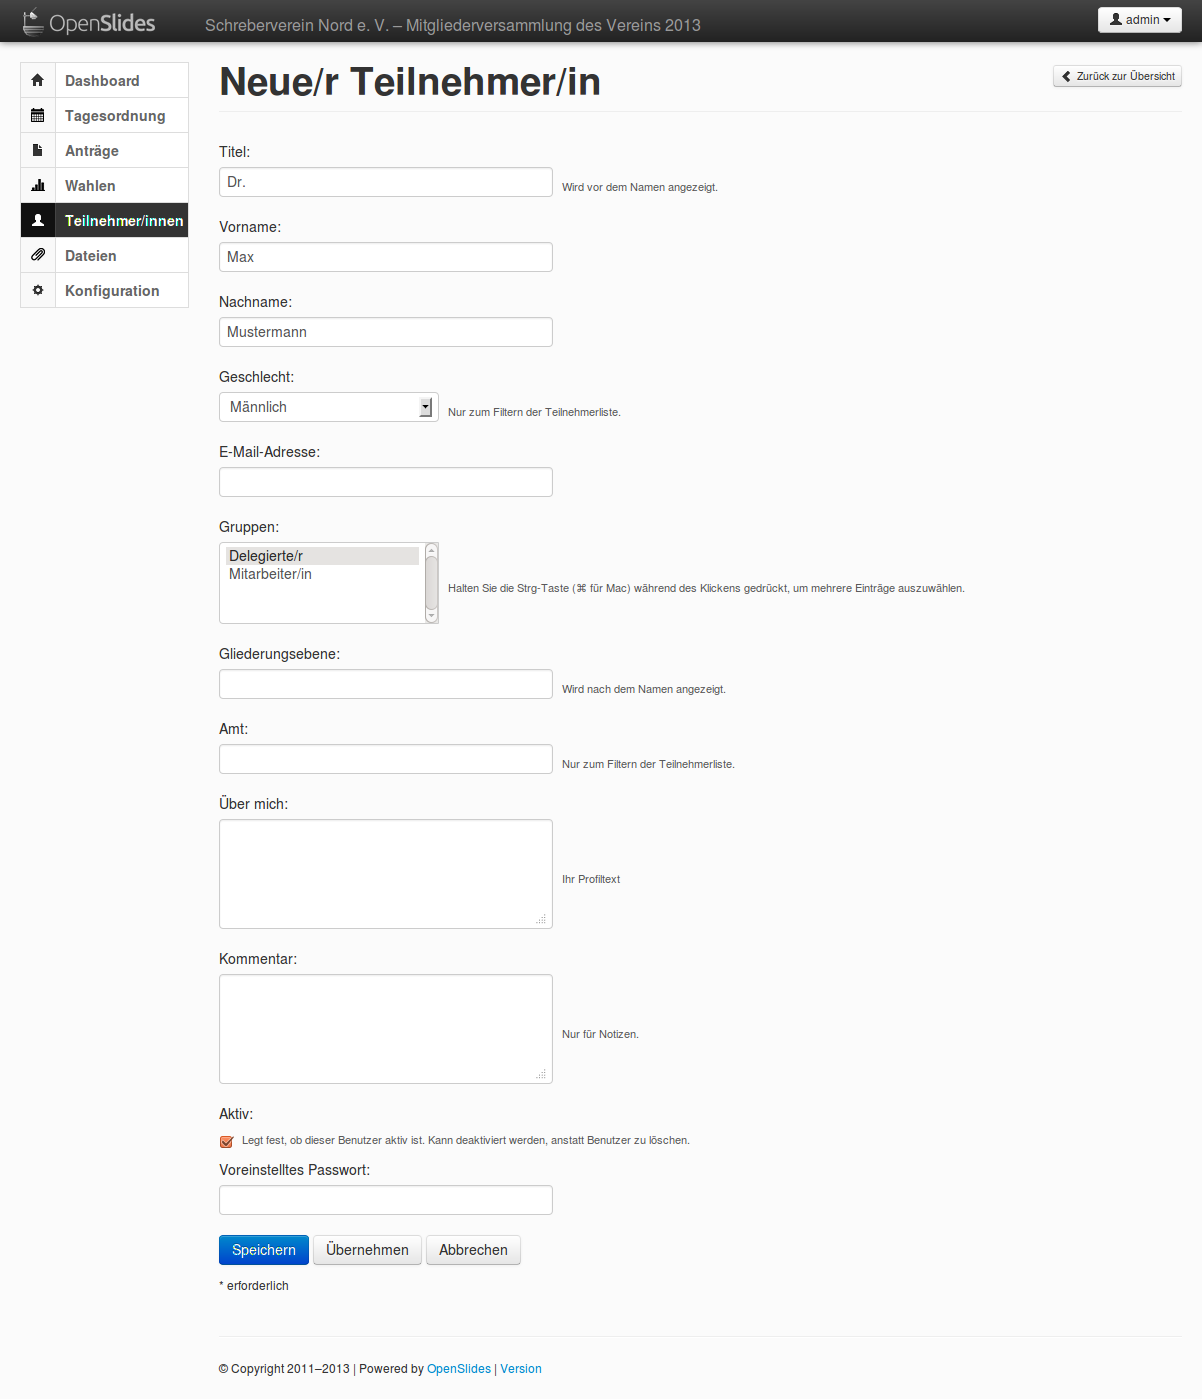 OpenSlides Schreberverein Nord e. V. – Mitgliederversammlung des Vereins 2013 admin
Dashboard
Tagesordnung
Anträge
Wahlen
Teilnehmer/innen
Dateien
Konfiguration
Neue/r Teilnehmer/in
Zurück zur Übersicht
Titel:
Dr. Wird vor dem Namen angezeigt.
Vorname:
Max
Nachname:
Mustermann
Geschlecht:
Männlich Nur zum Filtern der Teilnehmerliste.
E-Mail-Adresse:
Gruppen:
Delegierte/r
Mitarbeiter/in
Halten Sie die Strg-Taste (⌘ für Mac) während des Klickens gedrückt, um mehrere Einträge auszuwählen.
Gliederungsebene:
Wird nach dem Namen angezeigt.
Amt:
Nur zum Filtern der Teilnehmerliste.
Über mich:
Ihr Profiltext
Kommentar:
Nur für Notizen.
Aktiv:
Legt fest, ob dieser Benutzer aktiv ist. Kann deaktiviert werden, anstatt Benutzer zu löschen.
Voreinstelltes Passwort:
Speichern Übernehmen Abbrechen
* erforderlich
© Copyright 2011–2013 | Powered by OpenSlides | Version